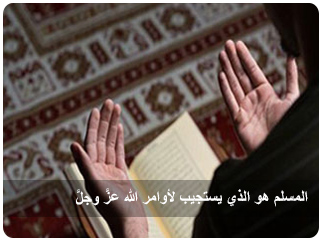 المسلم هو الذي يستجيب لأوامر الله عزَّ وجلَّ